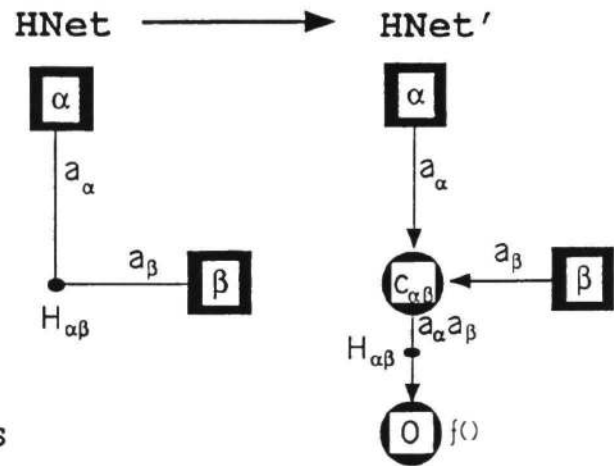 HNet HNet′
α α
aα aα
aβ β Cαβ aβ β
Hαβ aαaβ
Hαβ
s O f()